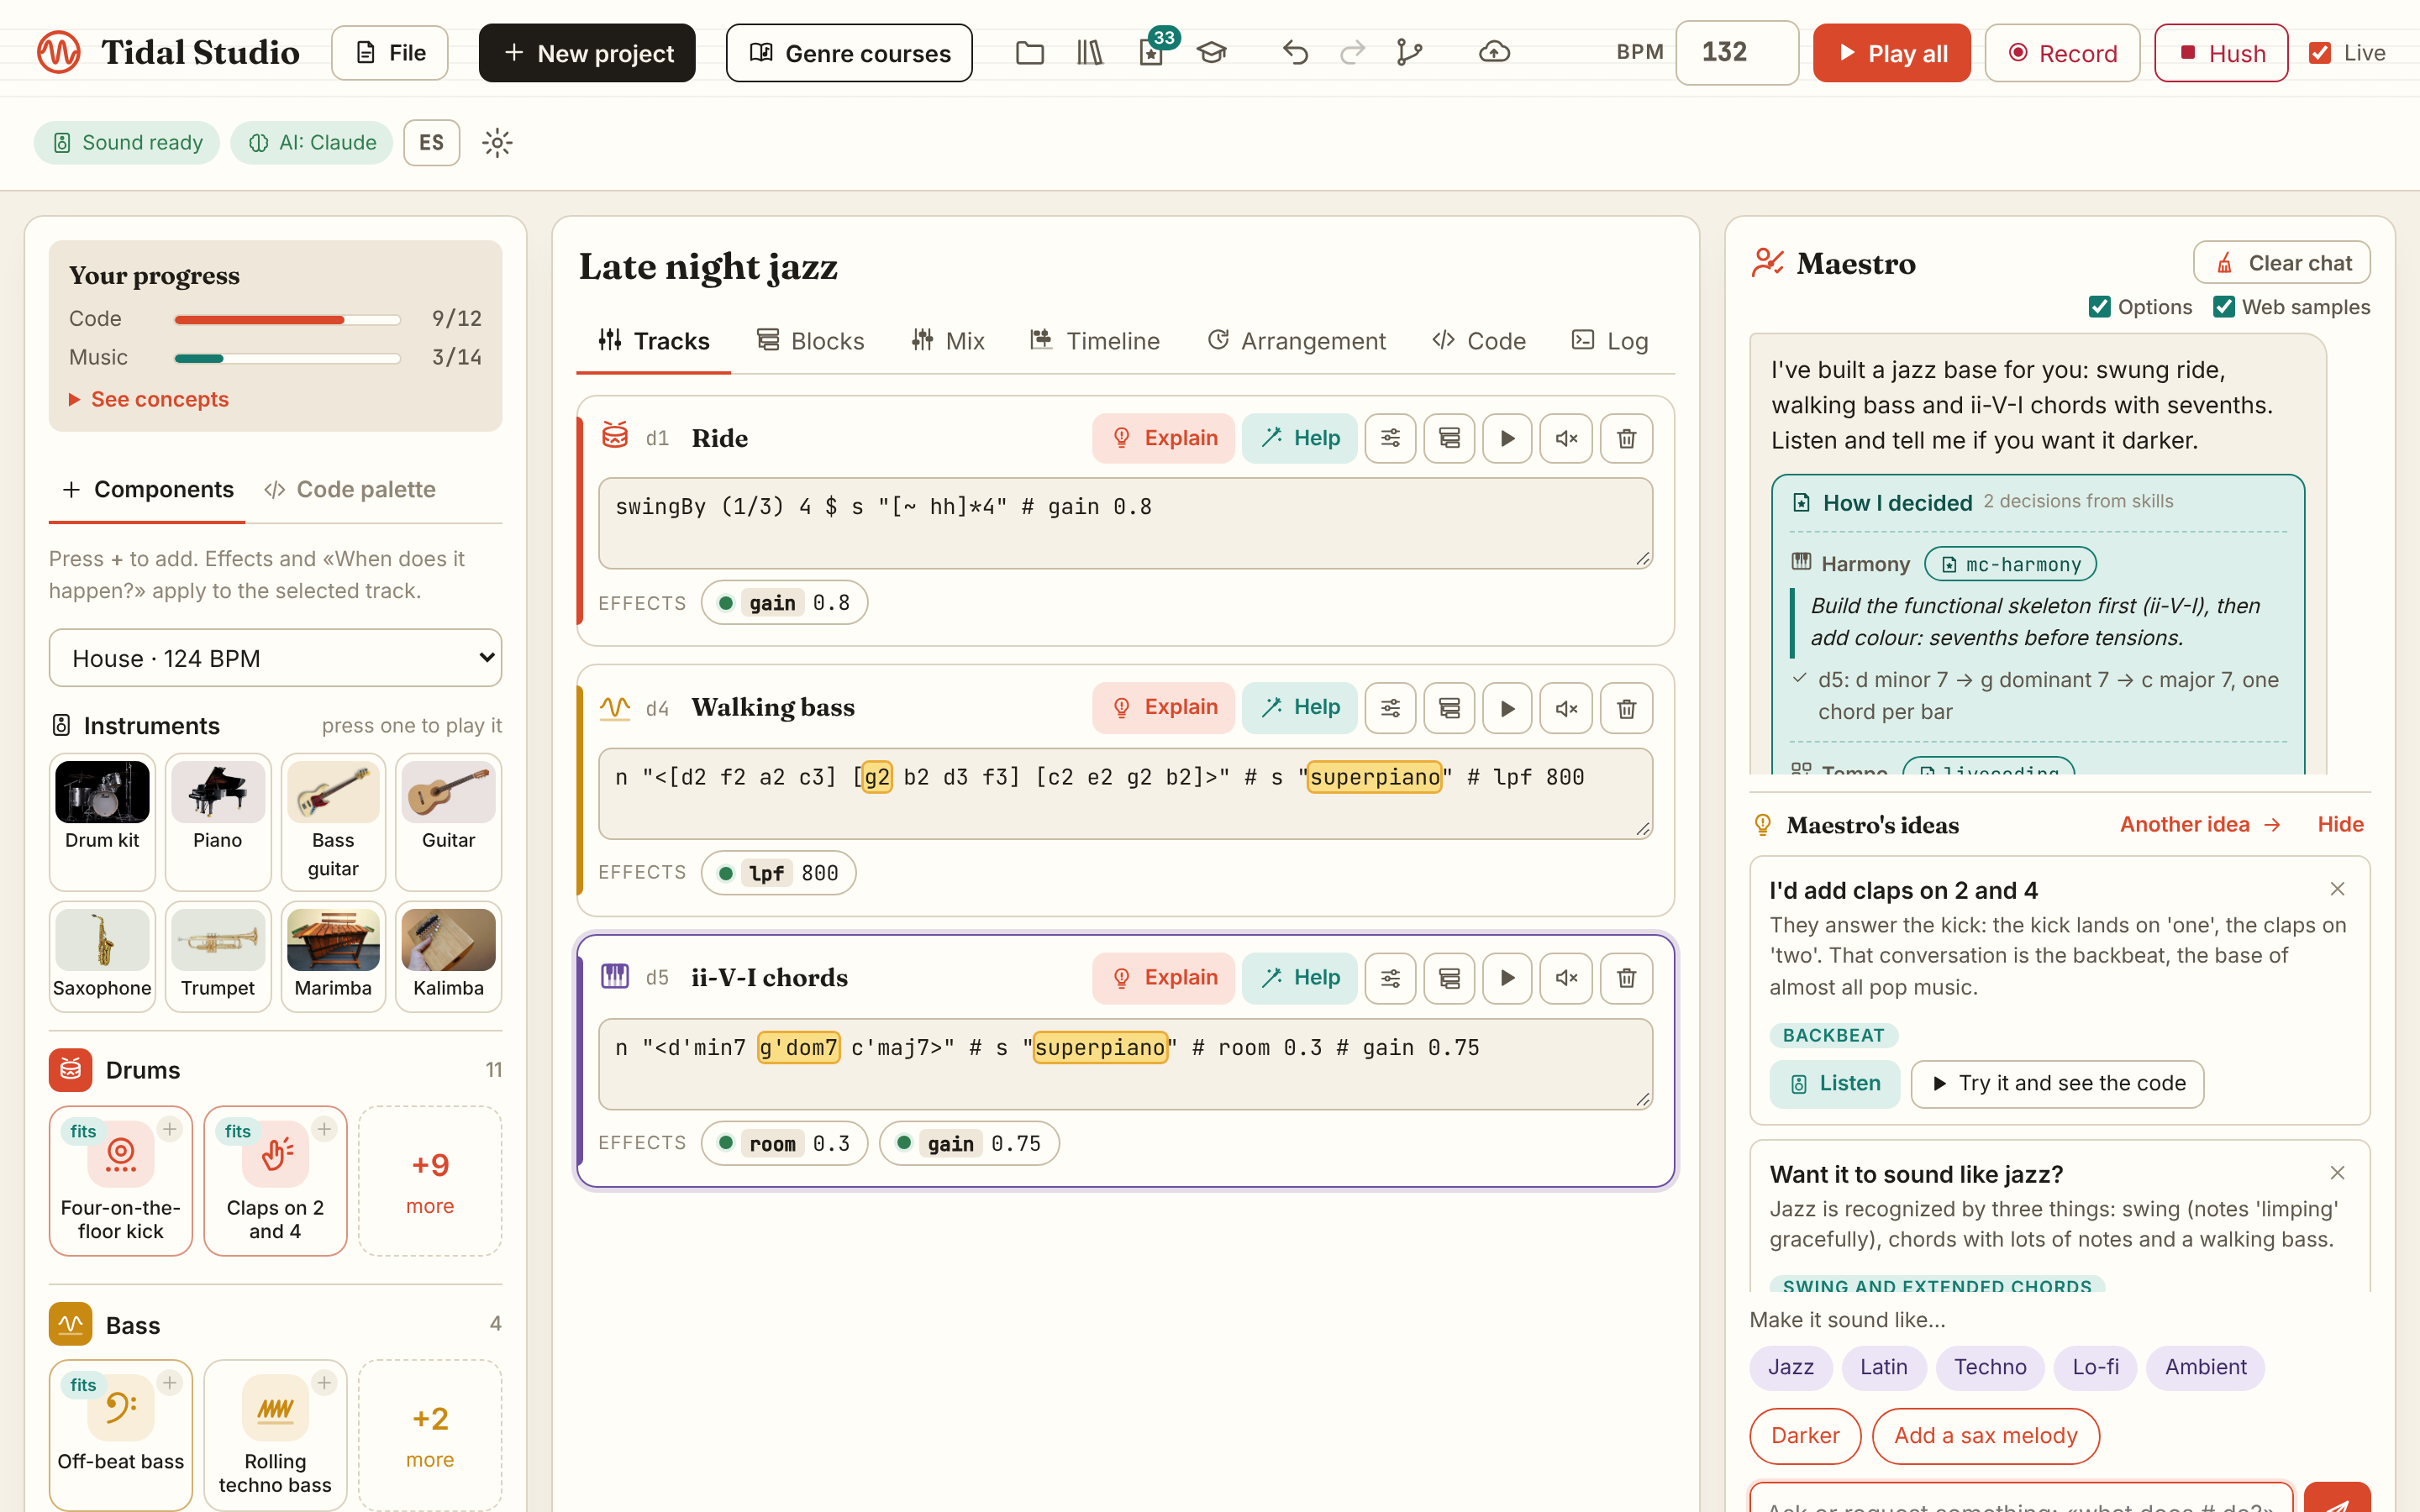 Tidal Studio
File
New project
Genre courses
33
BPM
132
Play all
Record
Hush
Live
Sound ready
AI: Claude
ES
Your progress
Code
9/12
Music
3/14
See concepts
Components
Code palette
Press + to add. Effects and «When does it
happen?» apply to the selected track.
House · 124 BPM
Instruments
press one to play it
Drum kit
Piano
Bass
guitar
Guitar
Saxophone
Trumpet
Marimba
Kalimba
Drums
11
fits
Four-on-the-
floor kick
fits
Claps on 2
and 4
+9
more
Bass
4
fits
Off-beat bass
Rolling
techno bass
+2
more
Late night jazz
Tracks
Blocks
Mix
Timeline
Arrangement
Code
Log
d1
Ride
Explain
Help
swingBy (1/3) 4 $ s "[~ hh]*4" # gain 0.8
EFFECTS
gain 0.8
d4
Walking bass
Explain
Help
n "<[d2 f2 a2 c3] [g2 b2 d3 f3] [c2 e2 g2 b2]>" # s "superpiano" # lpf 800
EFFECTS
lpf 800
d5
ii-V-I chords
Explain
Help
n "<d'min7 g'dom7 c'maj7>" # s "superpiano" # room 0.3 # gain 0.75
EFFECTS
room 0.3
gain 0.75
Maestro
Clear chat
Options
Web samples
I've built a jazz base for you: swung ride,
walking bass and ii-V-I chords with sevenths.
Listen and tell me if you want it darker.
How I decided
2 decisions from skills
Harmony
mc-harmony
Build the functional skeleton first (ii-V-I), then
add colour: sevenths before tensions.
d5: d minor 7 → g dominant 7 → c major 7, one
chord per bar
Tempo
livecoding
Maestro's ideas
Another idea →
Hide
I'd add claps on 2 and 4
They answer the kick: the kick lands on 'one', the claps on
'two'. That conversation is the backbeat, the base of
almost all pop music.
BACKBEAT
Listen
Try it and see the code
Want it to sound like jazz?
Jazz is recognized by three things: swing (notes 'limping'
gracefully), chords with lots of notes and a walking bass.
SWING AND EXTENDED CHORDS
Make it sound like...
Jazz
Latin
Techno
Lo-fi
Ambient
Darker
Add a sax melody
Ask or request something: «what does # do?»